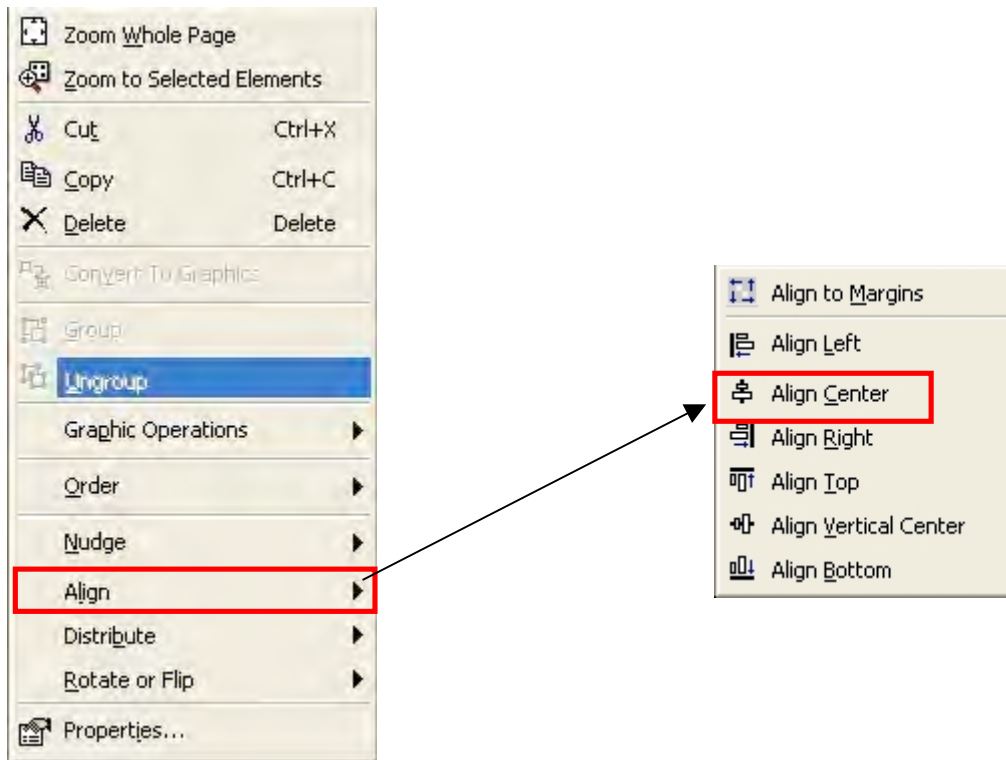 Zoom Whole Page
Zoom to Selected Elements
Cut Ctrl+X
Copy Ctrl+C
Delete Delete
Convert To Graphics
Group
Ungroup
Graphic Operations
Order
Nudge
Align
Distribute
Rotate or Flip
Properties...
Align to Margins
Align Left
Align Center
Align Right
Align Top
Align Vertical Center
Align Bottom